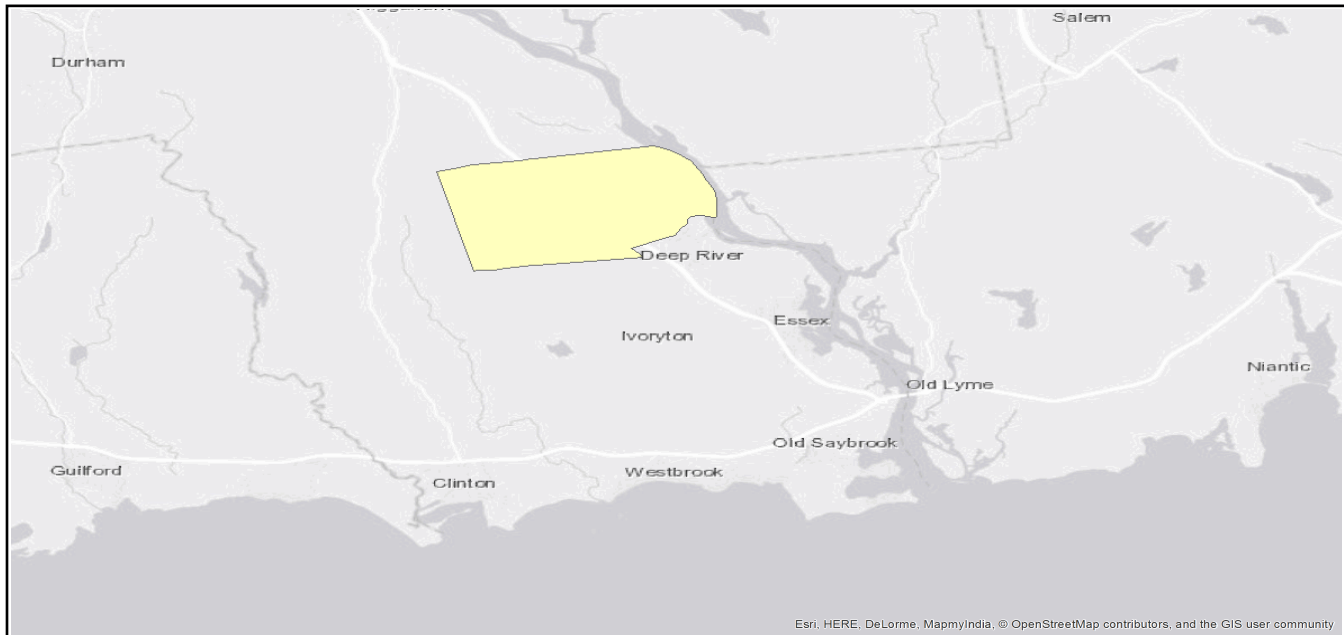 Salem
Durham
Deep River
Essex
Ivoryton
Niantic
Old Lyme
Old Saybrook
Guilford
Westbrook
Clinton
Esri, HERE, DeLorme, MapmyIndia, © OpenStreetMap contributors, and the GIS user community